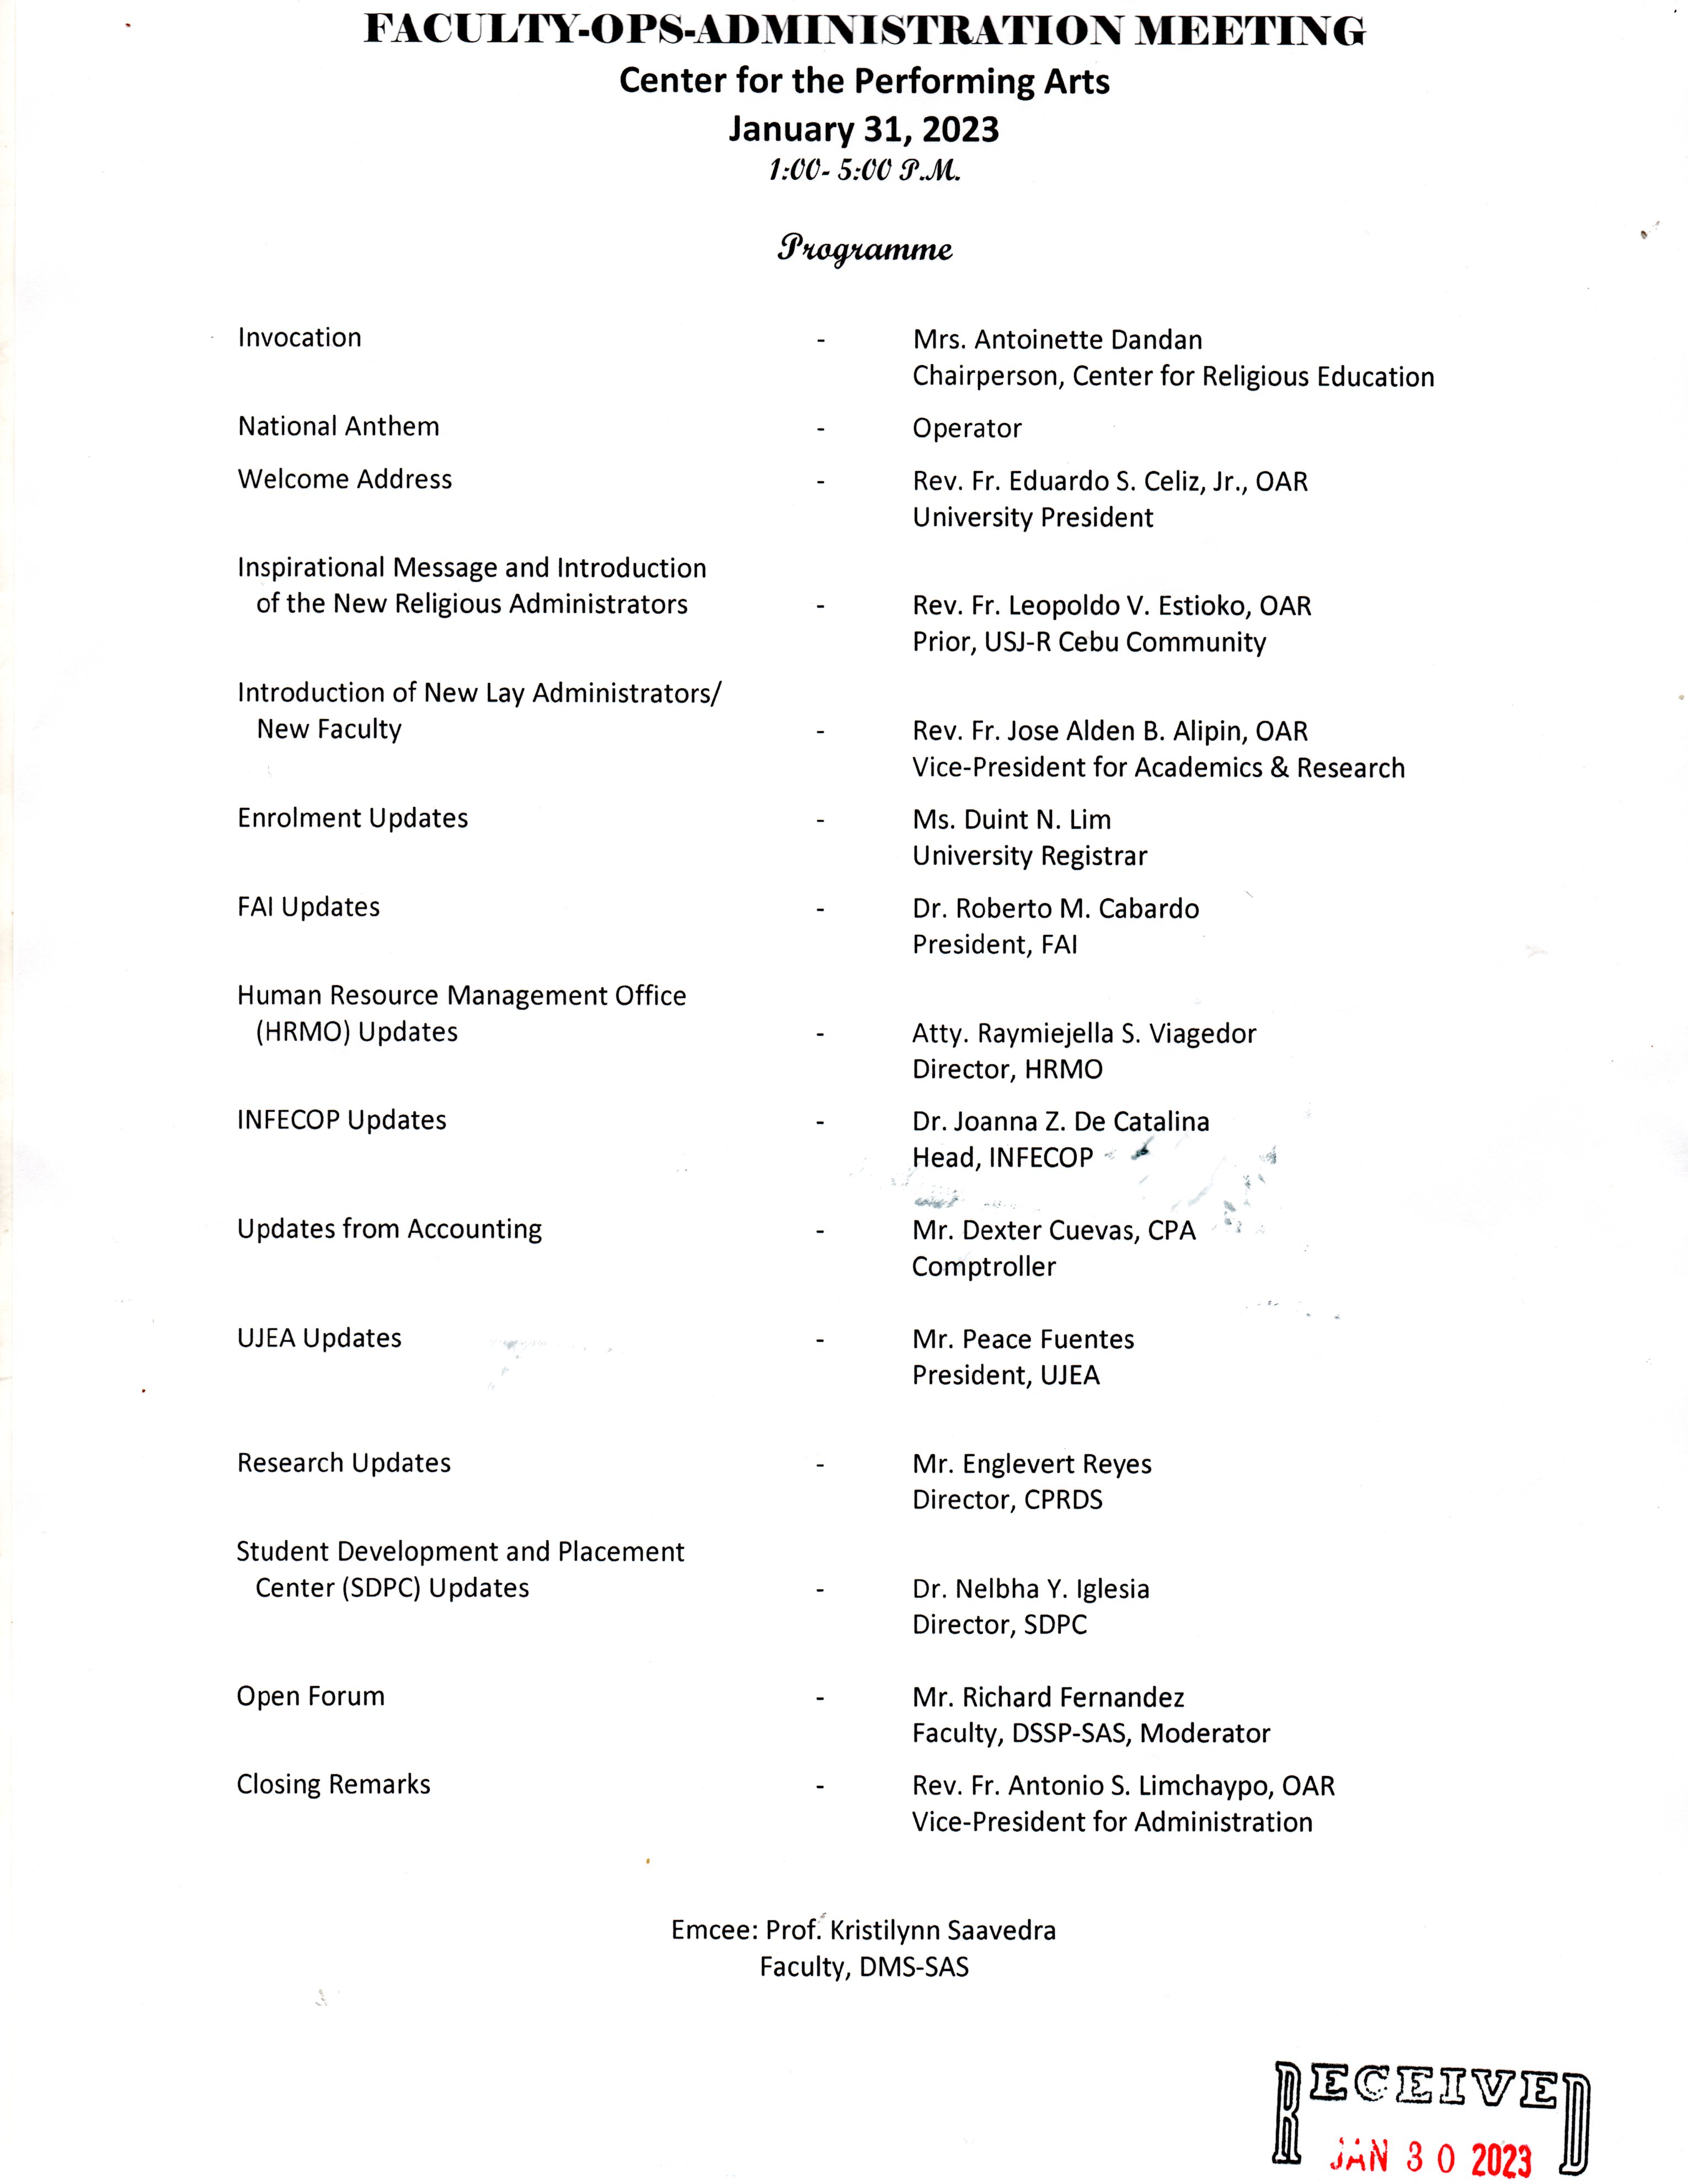 FACULTY-OPS-ADMINISTRATION MEETING
Center for the Performing Arts
January 31, 2023
1:00- 5:00 P.M.
Programme
Invocation - Mrs. Antoinette Dandan
Chairperson, Center for Religious Education
National Anthem - Operator
Welcome Address - Rev. Fr. Eduardo S. Celiz, Jr., OAR
University President
Inspirational Message and Introduction
of the New Religious Administrators - Rev. Fr. Leopoldo V. Estioko, OAR
Prior, USJ-R Cebu Community
Introduction of New Lay Administrators/
New Faculty - Rev. Fr. Jose Alden B. Alipin, OAR
Vice-President for Academics & Research
Enrolment Updates - Ms. Duint N. Lim
University Registrar
FAI Updates - Dr. Roberto M. Cabardo
President, FAI
Human Resource Management Office
(HRMO) Updates - Atty. Raymiejella S. Viagedor
Director, HRMO
INFECOP Updates - Dr. Joanna Z. De Catalina
Head, INFECOP
Updates from Accounting - Mr. Dexter Cuevas, CPA
Comptroller
UJEA Updates - Mr. Peace Fuentes
President, UJEA
Research Updates - Mr. Englevert Reyes
Director, CPRDS
Student Development and Placement
Center (SDPC) Updates - Dr. Nelbha Y. Iglesia
Director, SDPC
Open Forum - Mr. Richard Fernandez
Faculty, DSSP-SAS, Moderator
Closing Remarks - Rev. Fr. Antonio S. Limchaypo, OAR
Vice-President for Administration
Emcee: Prof. Kristilynn Saavedra
Faculty, DMS-SAS
RECEIVED
JAN 30 2023